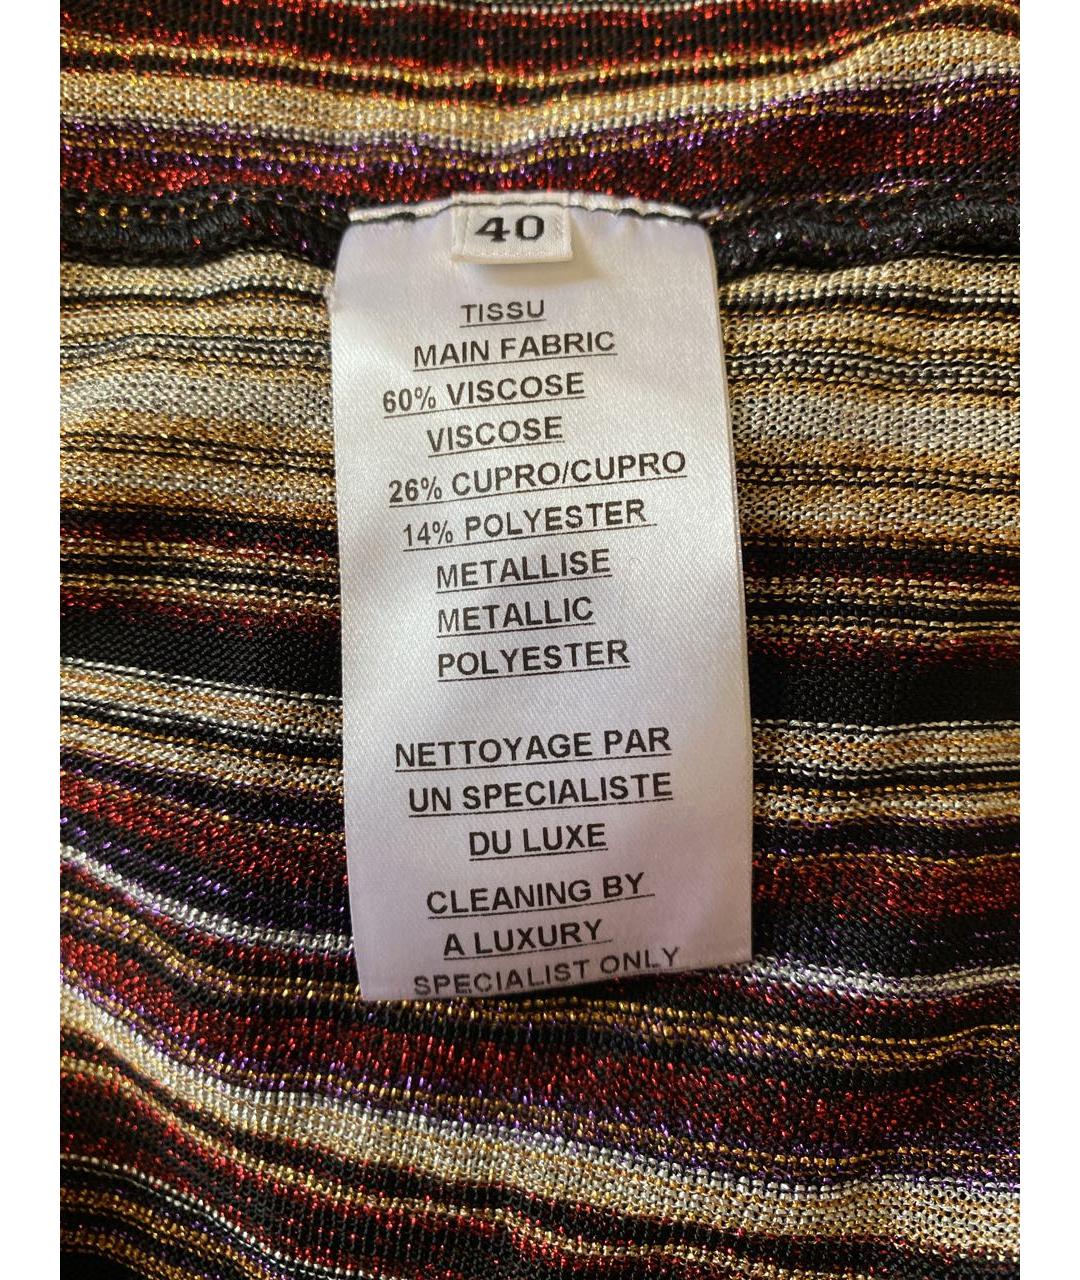 40
TISSU
MAIN FABRIC
60% VISCOSE
VISCOSE
26% CUPRO/CUPRO
14% POLYESTER
METALLISE
METALLIC
POLYESTER
NETTOYAGE PAR
UN SPECIALISTE
DU LUXE
CLEANING BY
A LUXURY
SPECIALIST ONLY